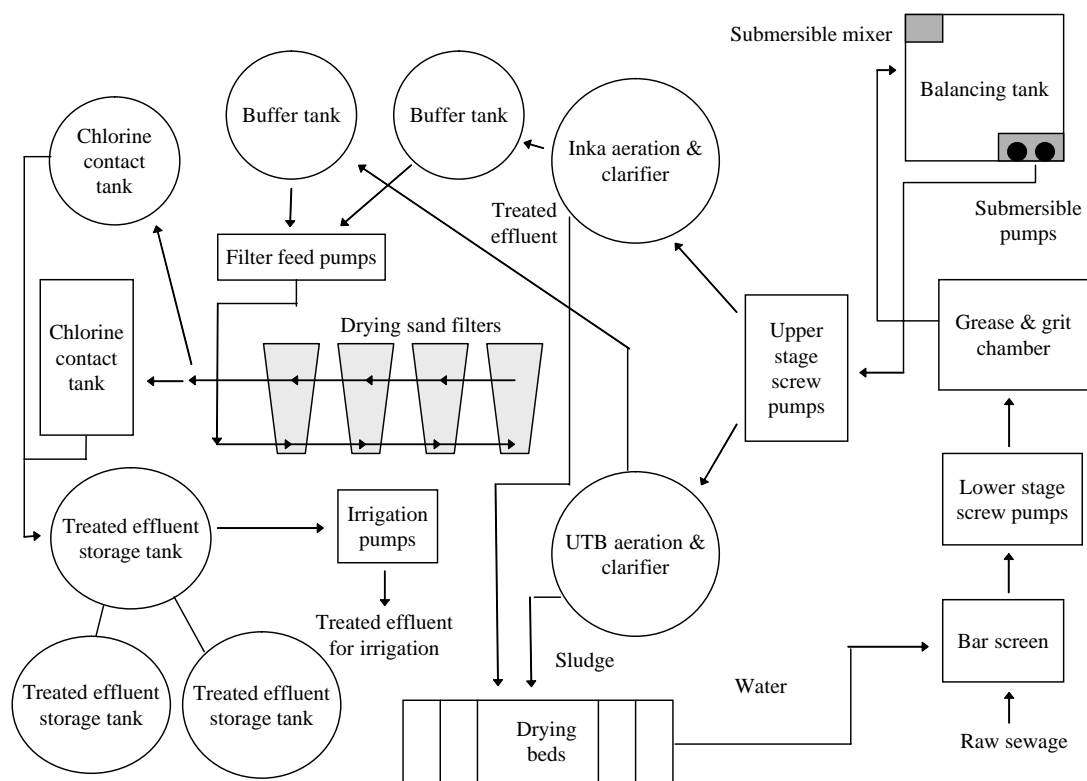 Submersible mixer
Balancing tank
Submersible
pumps
Buffer tank
Buffer tank
Chlorine
contact
tank
Inka aeration &
clarifier
Treated
effluent
Filter feed pumps
Grease & grit
chamber
Upper
stage
screw
pumps
Drying sand filters
Chlorine
contact
tank
Lower stage
screw pumps
Treated effluent
storage tank
Irrigation
pumps
UTB aeration &
clarifier
Treated effluent
for irrigation
Bar screen
Sludge
Treated effluent
storage tank
Treated effluent
storage tank
Water
Drying
beds
Raw sewage